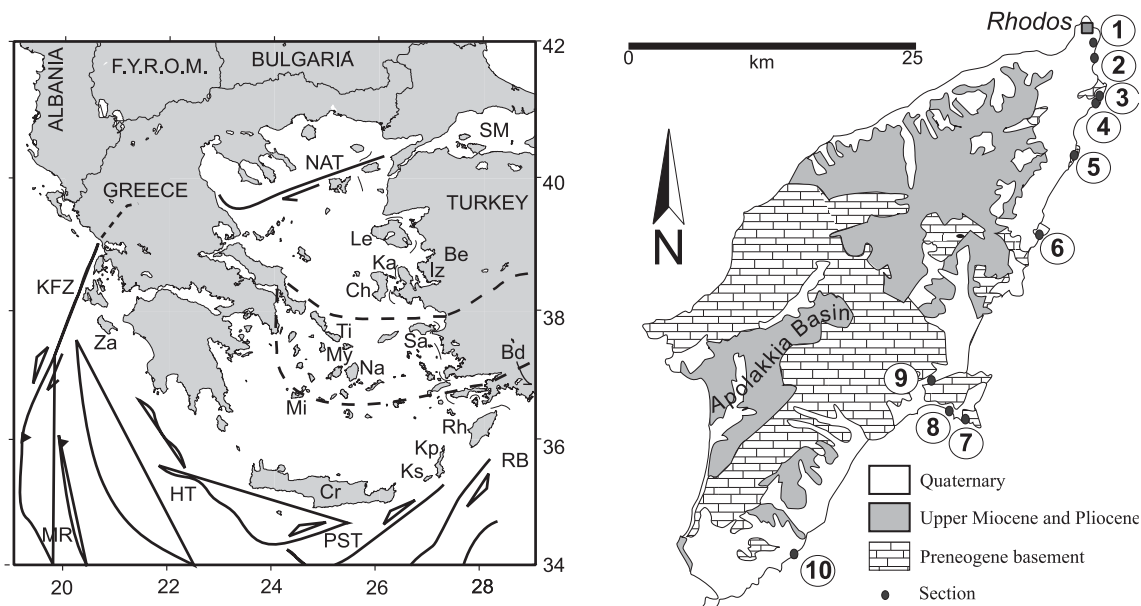 42
40
38
36
34
20
22
24
26
28
ALBANIA
F.Y.R.O.M.
BULGARIA
SM
NAT
GREECE
TURKEY
Le
Be
Ka
Iz
Ch
KFZ
Za
Ti
Sa
My
Na
Bd
Mi
Rh
Kp
RB
Ks
Cr
HT
MR
PST
Rhodos
0
25
km
N
1
2
3
4
5
6
9
8
7
10
Apolakkia Basin
Quaternary
Upper Miocene and Pliocene
Preneogene basement
Section